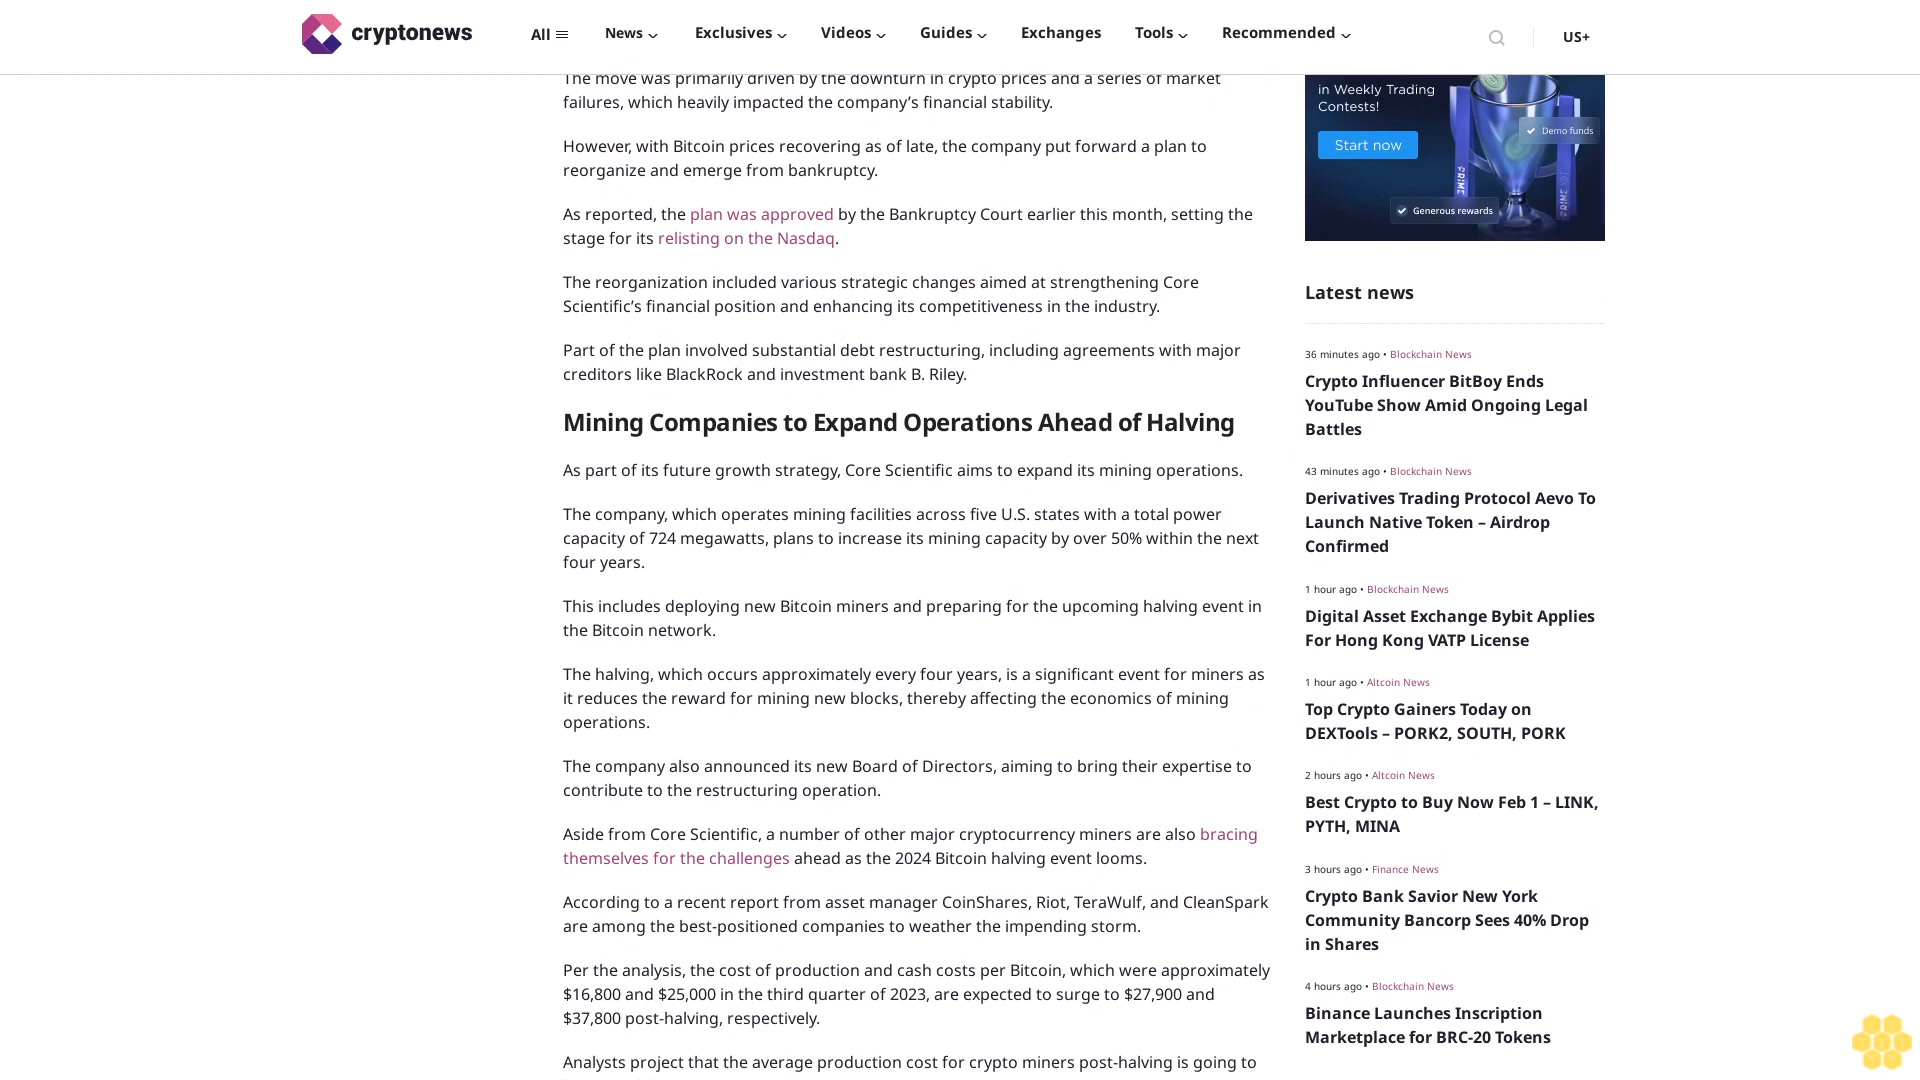 cryptonews
All
News
Exclusives
Videos
Guides
Exchanges
Tools
Recommended
US+
The move was primarily driven by the downturn in crypto prices and a series of market
failures, which heavily impacted the company’s financial stability.
However, with Bitcoin prices recovering as of late, the company put forward a plan to
reorganize and emerge from bankruptcy.
As reported, the plan was approved by the Bankruptcy Court earlier this month, setting the
stage for its relisting on the Nasdaq.
The reorganization included various strategic changes aimed at strengthening Core
Scientific’s financial position and enhancing its competitiveness in the industry.
Part of the plan involved substantial debt restructuring, including agreements with major
creditors like BlackRock and investment bank B. Riley.
Mining Companies to Expand Operations Ahead of Halving
As part of its future growth strategy, Core Scientific aims to expand its mining operations.
The company, which operates mining facilities across five U.S. states with a total power
capacity of 724 megawatts, plans to increase its mining capacity by over 50% within the next
four years.
This includes deploying new Bitcoin miners and preparing for the upcoming halving event in
the Bitcoin network.
The halving, which occurs approximately every four years, is a significant event for miners as
it reduces the reward for mining new blocks, thereby affecting the economics of mining
operations.
The company also announced its new Board of Directors, aiming to bring their expertise to
contribute to the restructuring operation.
Aside from Core Scientific, a number of other major cryptocurrency miners are also bracing
themselves for the challenges ahead as the 2024 Bitcoin halving event looms.
According to a recent report from asset manager CoinShares, Riot, TeraWulf, and CleanSpark
are among the best-positioned companies to weather the impending storm.
Per the analysis, the cost of production and cash costs per Bitcoin, which were approximately
$16,800 and $25,000 in the third quarter of 2023, are expected to surge to $27,900 and
$37,800 post-halving, respectively.
Analysts project that the average production cost for crypto miners post-halving is going to
in Weekly Trading
Contests!
Start now
Demo funds
Generous rewards
Latest news
36 minutes ago • Blockchain News
Crypto Influencer BitBoy Ends
YouTube Show Amid Ongoing Legal
Battles
43 minutes ago • Blockchain News
Derivatives Trading Protocol Aevo To
Launch Native Token – Airdrop
Confirmed
1 hour ago • Blockchain News
Digital Asset Exchange Bybit Applies
For Hong Kong VATP License
1 hour ago • Altcoin News
Top Crypto Gainers Today on
DEXTools – PORK2, SOUTH, PORK
2 hours ago • Altcoin News
Best Crypto to Buy Now Feb 1 – LINK,
PYTH, MINA
3 hours ago • Finance News
Crypto Bank Savior New York
Community Bancorp Sees 40% Drop
in Shares
4 hours ago • Blockchain News
Binance Launches Inscription
Marketplace for BRC-20 Tokens